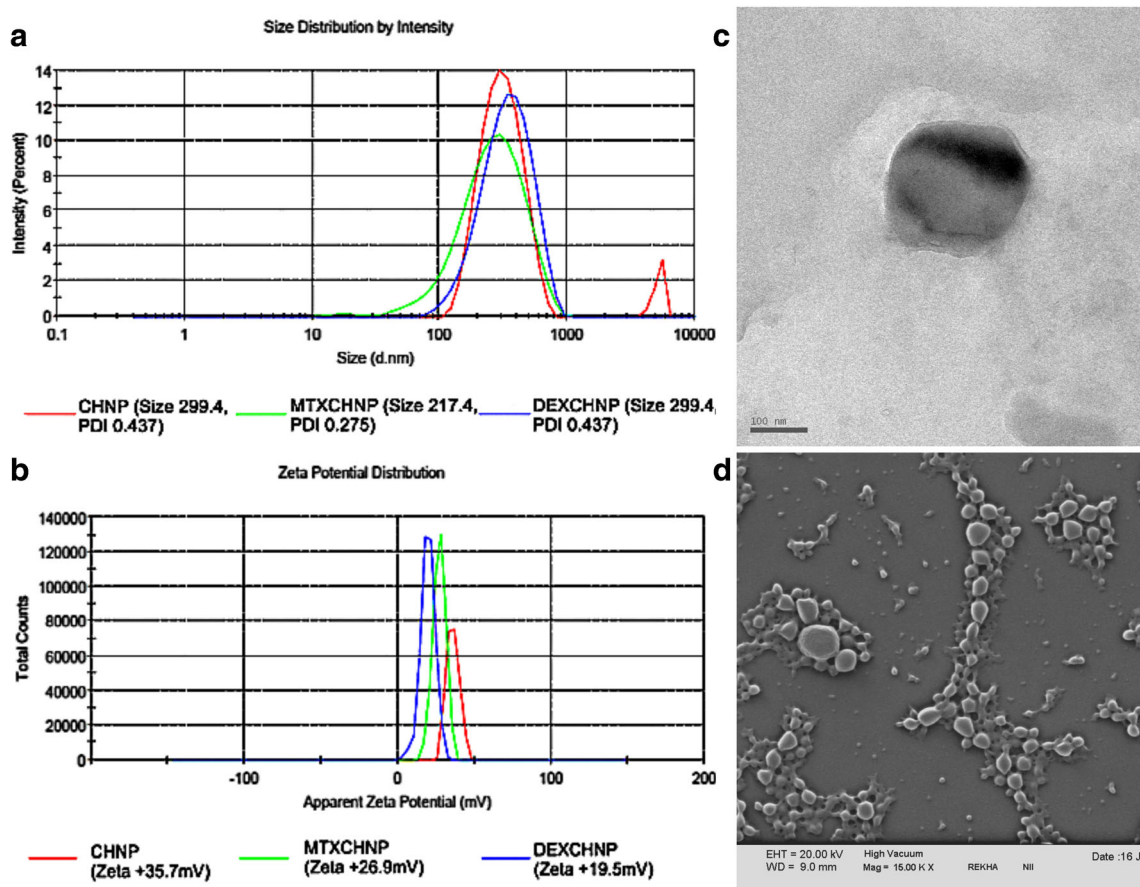 a
Size Distribution by Intensity
14
12
10
8
6
4
2
0
Intensity (Percent)
0.1 1 10 100 1000 10000
Size (d.nm)
CHNP (Size 299.4, PDI 0.437)
MTXCHNP (Size 217.4, PDI 0.275)
DEXCHNP (Size 299.4, PDI 0.437)
b
Zeta Potential Distribution
140000
120000
100000
80000
60000
40000
20000
0
Total Counts
-100 0 100 200
Apparent Zeta Potential (mV)
CHNP (Zeta +35.7mV)
MTXCHNP (Zeta +26.9mV)
DEXCHNP (Zeta +19.5mV)
c
100 nm
d
EHT = 20.00 kV High Vacuum Date :16 J
WD = 9.0 mm Mag = 15.00 K X REKHA NII